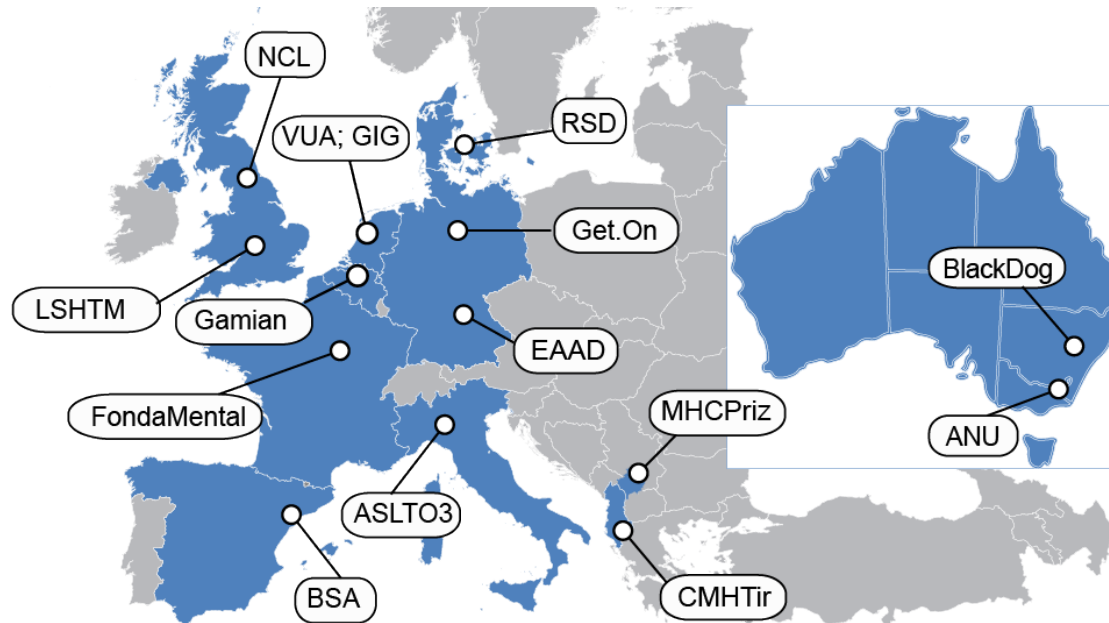 NCL
VUA; GIG
RSD
Get.On
BlackDog
LSHTM
Gamian
EAAD
FondaMental
MHCPriz
ANU
ASLTO3
BSA
CMHTir